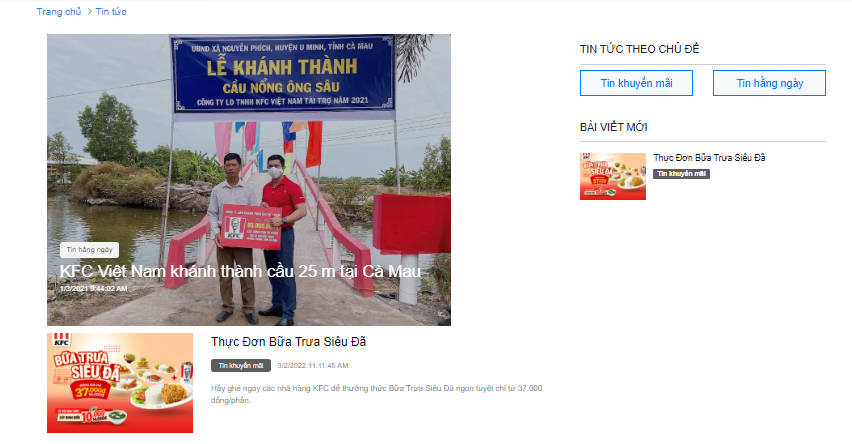 Trang chủ > Tin tức
UBND XÃ NGUYỄN PHÍCH, HUYỆN U MINH, TỈNH CÀ MAU
LỄ KHÁNH THÀNH
CẦU NỔNG ÔNG SÂU
CÔNG TY LD TNHH KFC VIỆT NAM TÀI TRỢ NĂM 2021
KFC
Tin hằng ngày
KFC Việt Nam khánh thành cầu 25 m tại Cà Mau
1/3/2021 9:44:02 AM
KFC
BỮA TRƯA
SIÊU ĐÃ
37.000đ
10.000
Thực Đơn Bữa Trưa Siêu Đã
Tin khuyến mãi
3/2/2022 11:11:45 AM
Hãy ghé ngay các nhà hàng KFC để thưởng thức Bữa Trưa Siêu Đã ngon tuyệt chỉ từ 37.000
đồng/phần.
TIN TỨC THEO CHỦ ĐỀ
Tin khuyến mãi
Tin hằng ngày
BÀI VIẾT MỚI
BỮA TRƯA
SIÊU ĐÃ
Thực Đơn Bữa Trưa Siêu Đã
Tin khuyến mãi